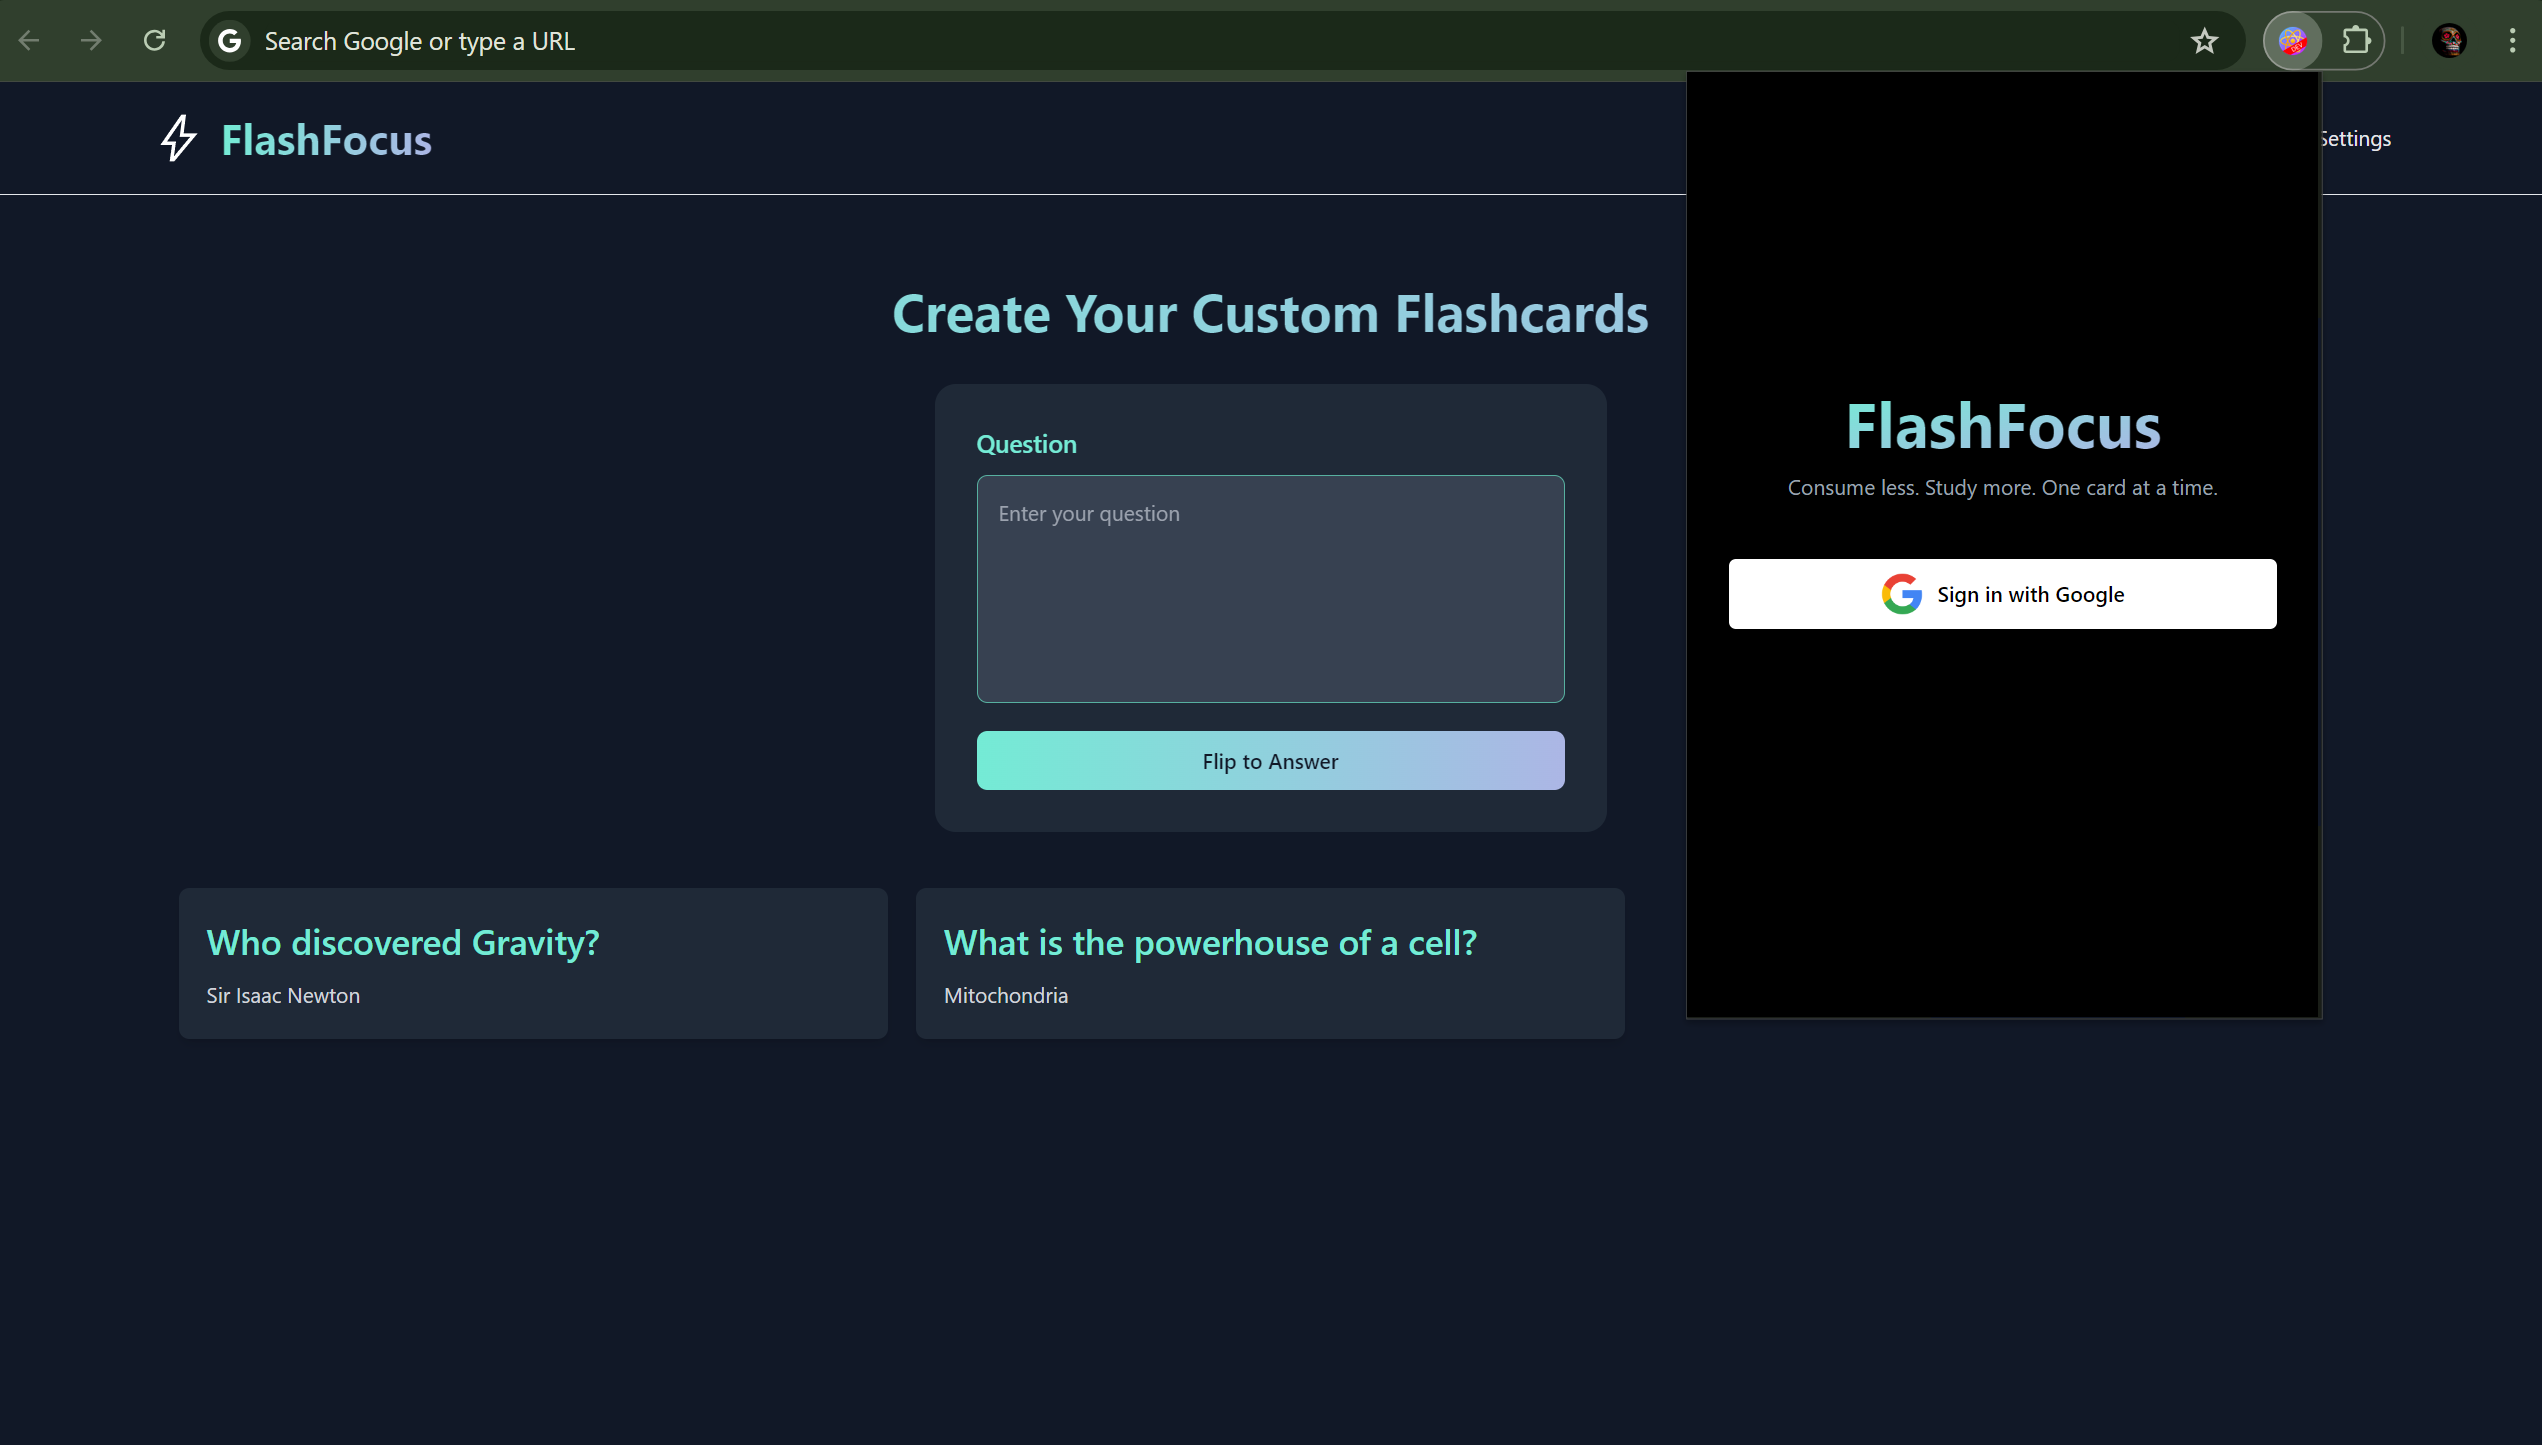 Search Google or type a URL
DEV
FlashFocus
Settings
Create Your Custom Flashcards
Question
Enter your question
Flip to Answer
Who discovered Gravity?
Sir Isaac Newton
What is the powerhouse of a cell?
Mitochondria
FlashFocus
Consume less. Study more. One card at a time.
Sign in with Google